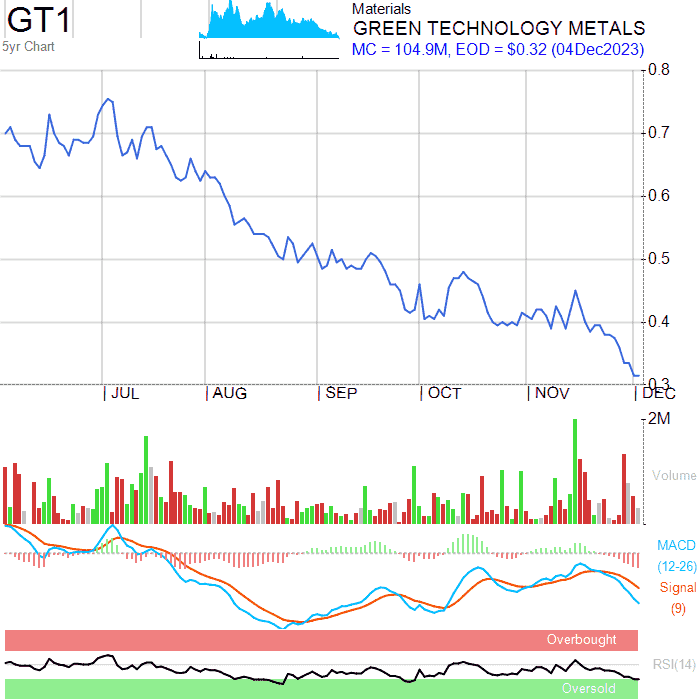 GT1
5yr Chart
Materials
GREEN TECHNOLOGY METALS
MC = 104.9M, EOD = $0.32 (04Dec2023)
0.8
0.7
0.6
0.5
0.4
0.3
JUL AUG SEP OCT NOV DEC
2M
Volume
MACD
(12-26)
Signal
(9)
Overbought
RSI(14)
Oversold